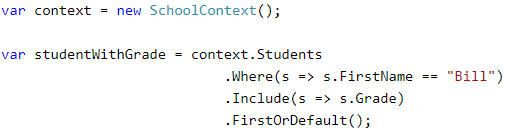 var context = new SchoolContext();
var studentWithGrade = context.Students
.Where(s => s.FirstName == "Bill")
.Include(s => s.Grade)
.FirstOrDefault();